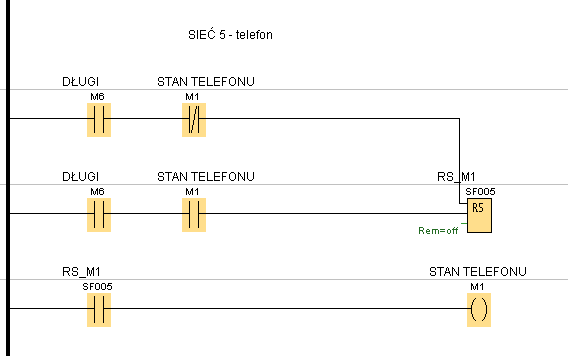 SIEĆ 5 - telefon
DŁUGI STAN TELEFONU
M6 M1
DŁUGI STAN TELEFONU RS_M1
M6 M1 SF005
RS
Rem=off
RS_M1 STAN TELEFONU
SF005 M1